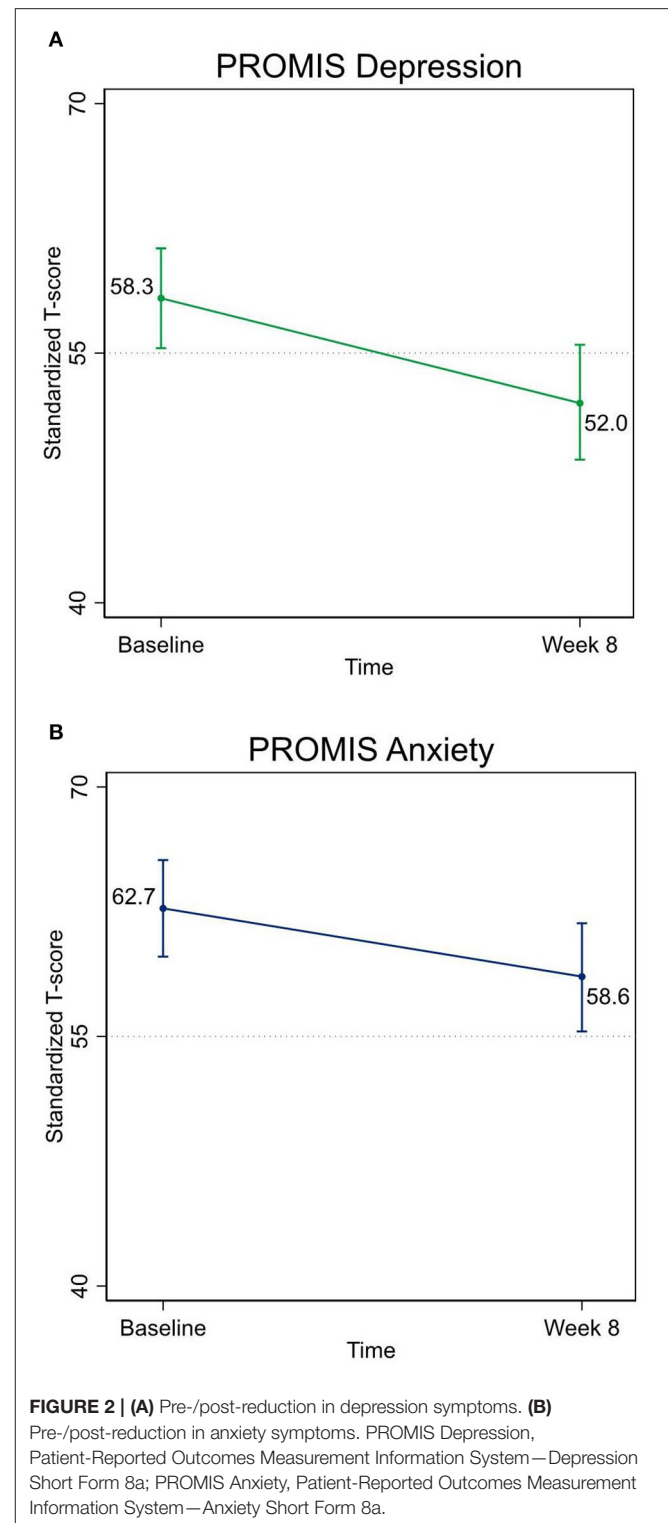 A
PROMIS Depression
70
55
40
Standardized T-score
58.3
52.0
Baseline
Week 8
Time
B
PROMIS Anxiety
70
55
40
Standardized T-score
62.7
58.6
Baseline
Week 8
Time
FIGURE 2 | (A) Pre-/post-reduction in depression symptoms. (B)
Pre-/post-reduction in anxiety symptoms. PROMIS Depression,
Patient-Reported Outcomes Measurement Information System—Depression
Short Form 8a; PROMIS Anxiety, Patient-Reported Outcomes Measurement
Information System—Anxiety Short Form 8a.